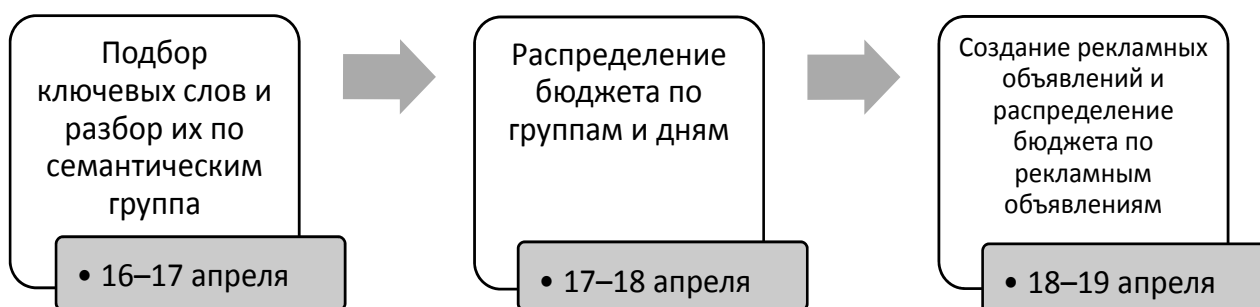 Подбор
ключевых слов и
разбор их по
семантическим
группа
• 16–17 апреля
Распределение
бюджета по
группам и дням
• 17–18 апреля
Создание рекламных
объявлений и
распределение
бюджета по
рекламным
объявлениям
• 18–19 апреля